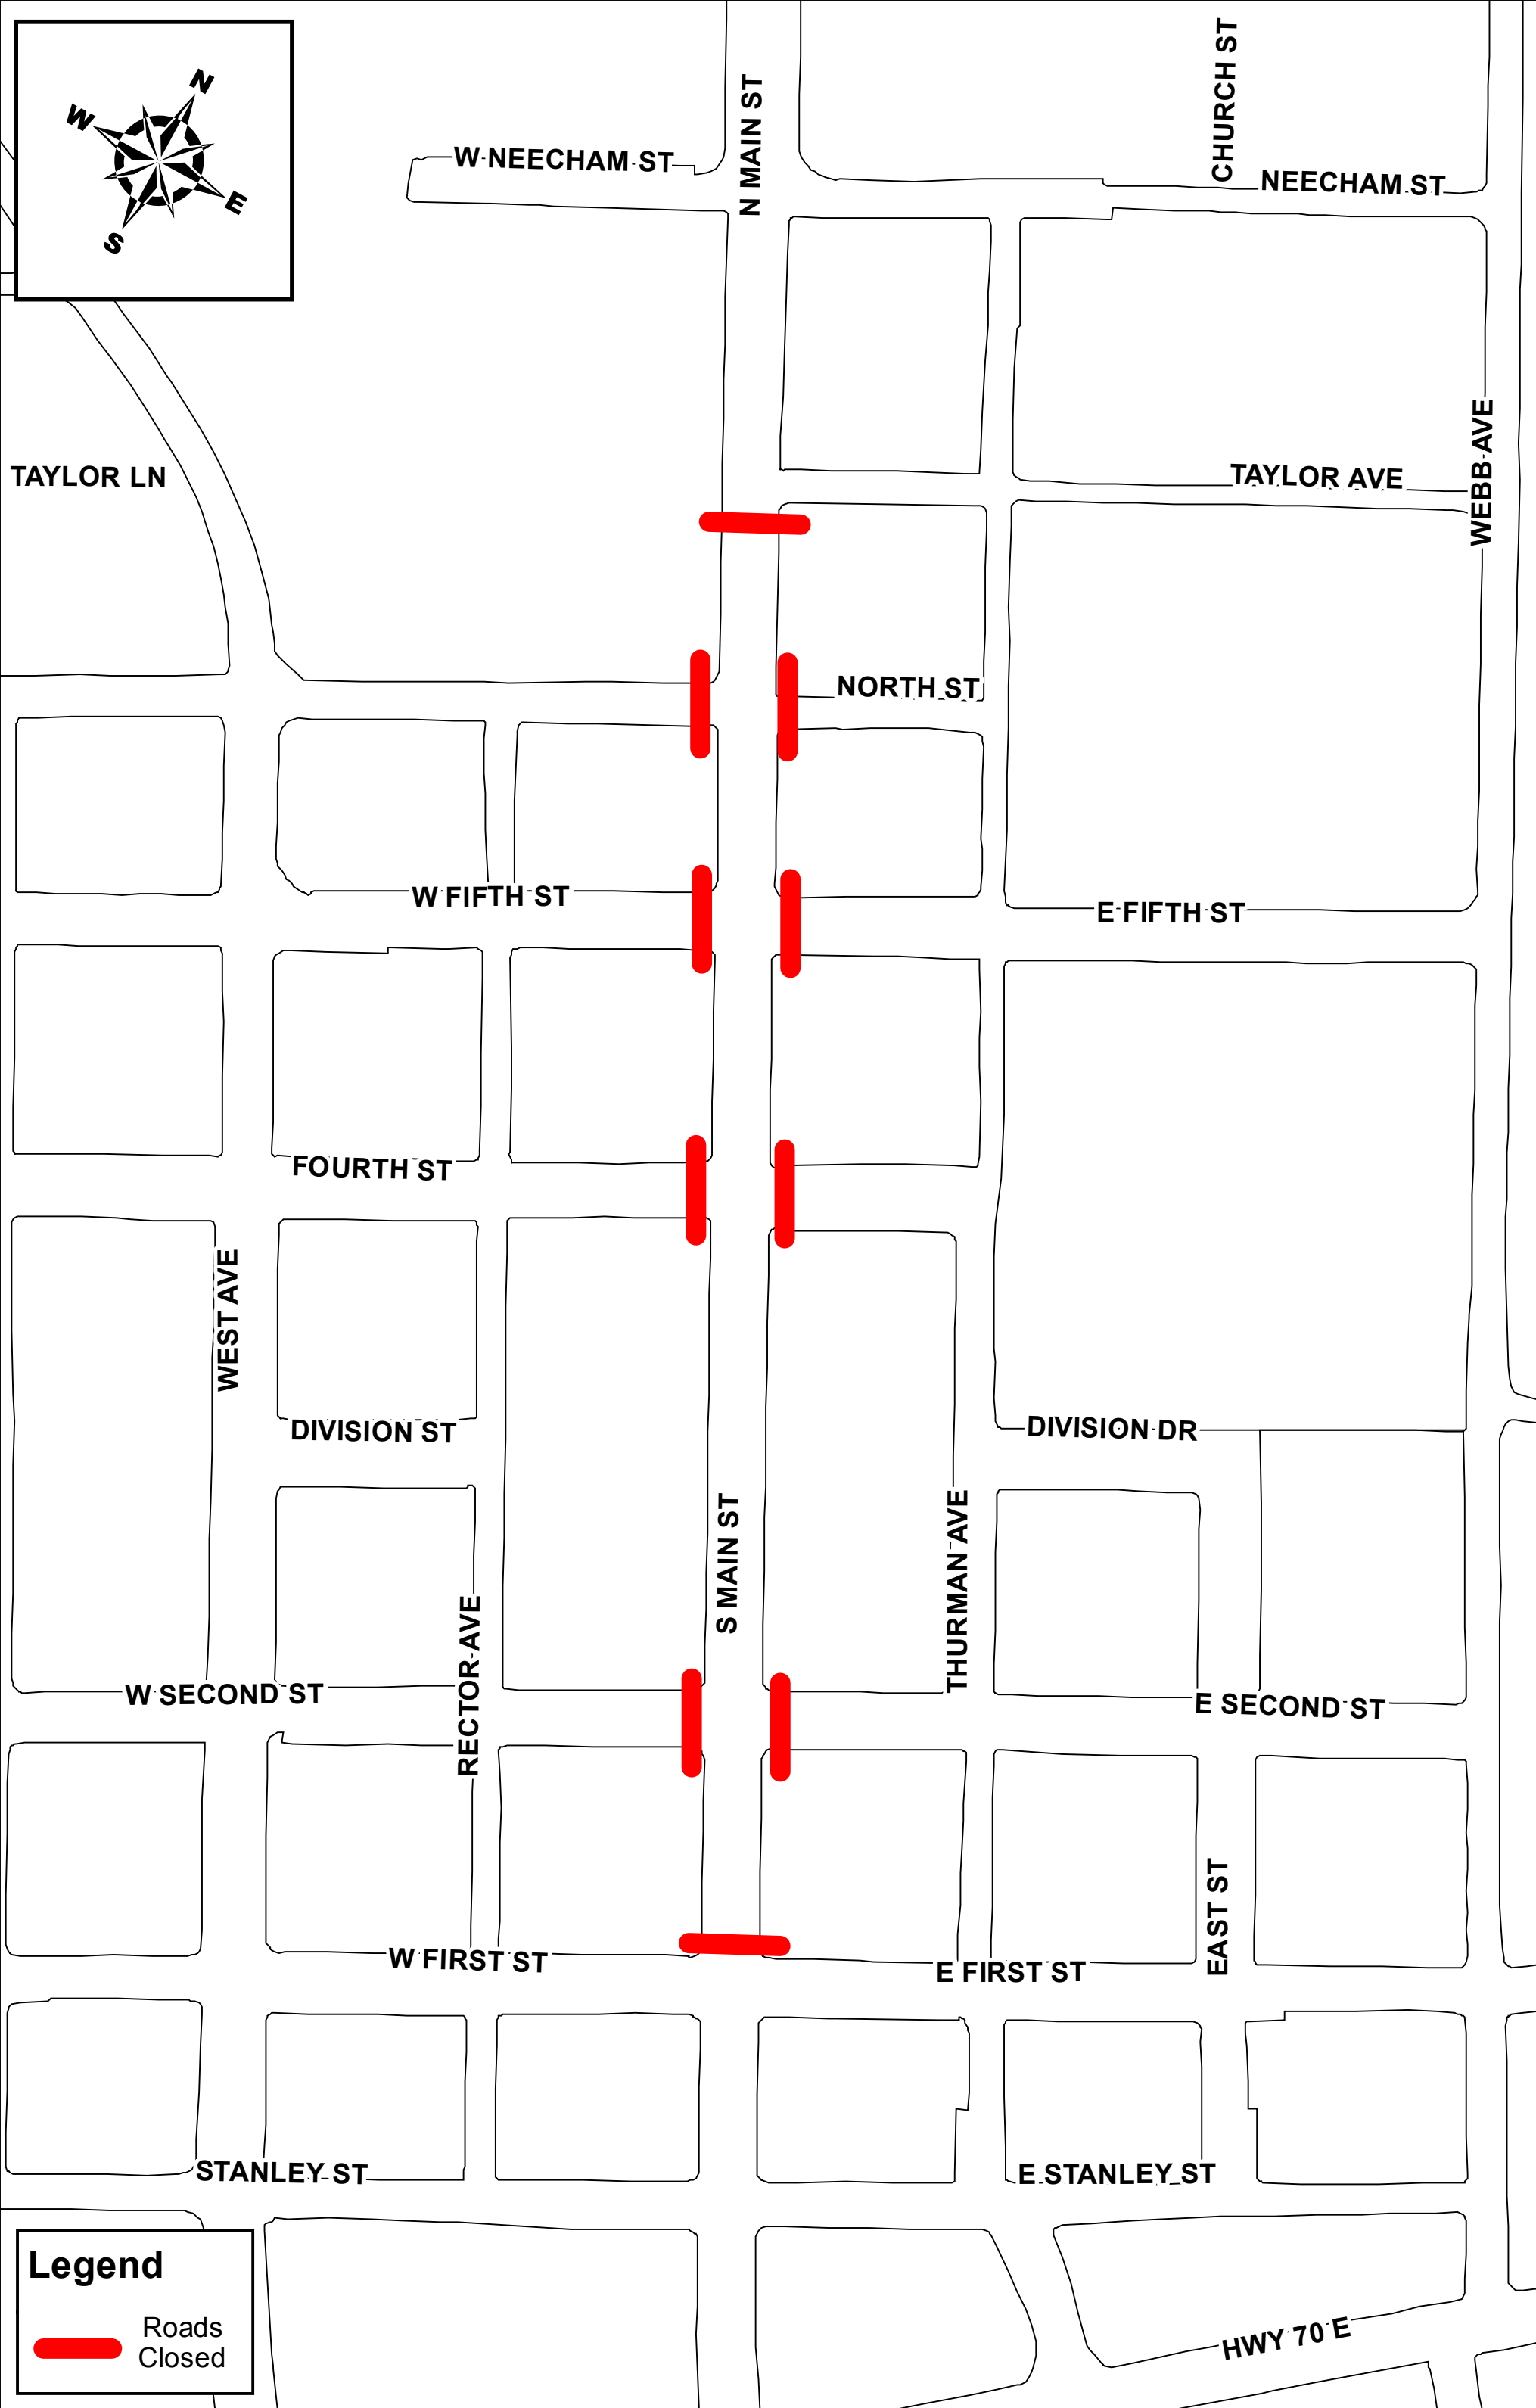 N
W
E
S
N MAIN ST
CHURCH ST
W NEECHAM ST
NEECHAM ST
TAYLOR LN
TAYLOR AVE
WEBB AVE
NORTH ST
W FIFTH ST
E FIFTH ST
FOURTH ST
WEST AVE
DIVISION ST
DIVISION DR
S MAIN ST
THURMAN AVE
RECTOR AVE
W SECOND ST
E SECOND ST
EAST ST
W FIRST ST
E FIRST ST
STANLEY ST
E STANLEY ST
HWY 70 E
Legend
Roads
Closed